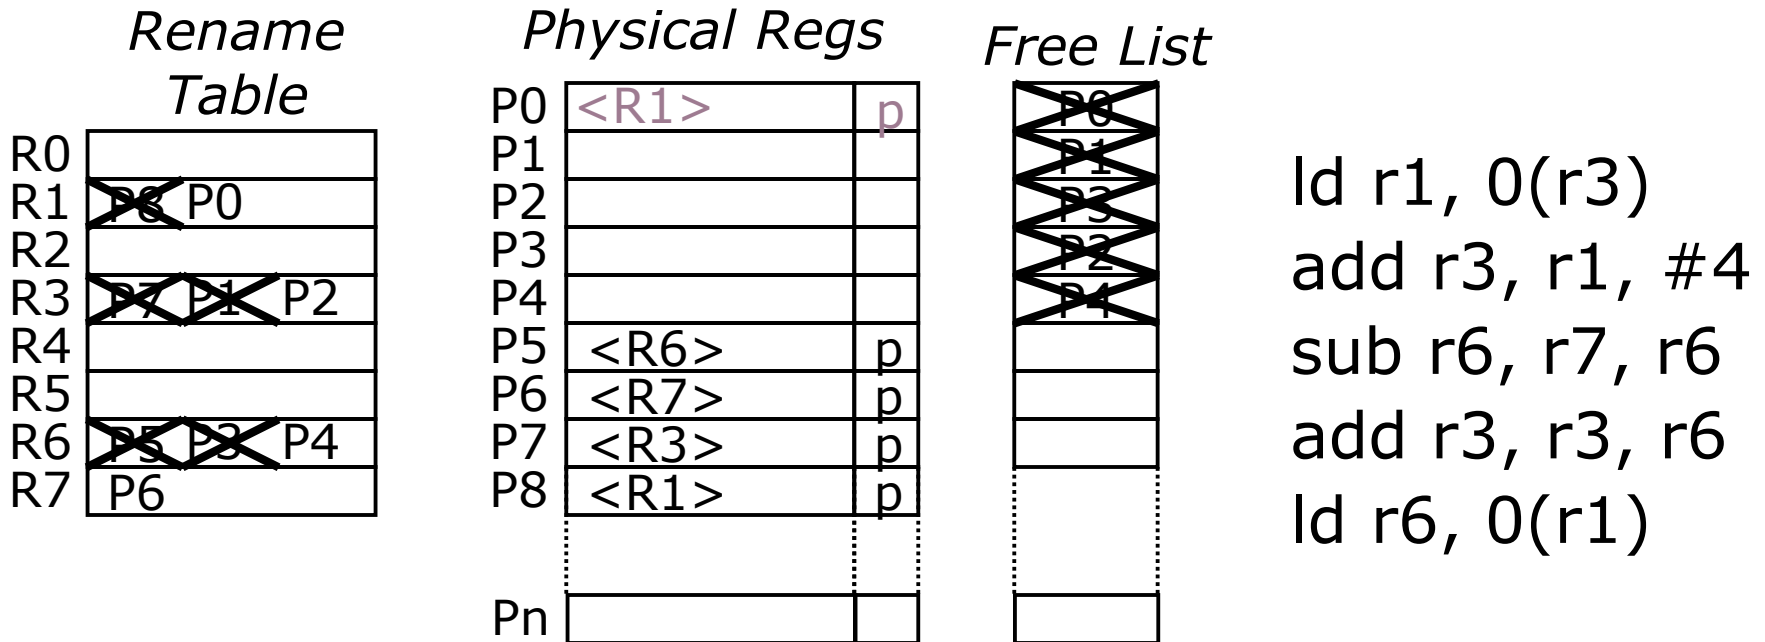 Rename Table
R0
R1 P8 P0
R2
R3 P7 P1 P2
R4
R5
R6 P5 P3 P4
R7 P6
Physical Regs
P0 <R1> p
P1
P2
P3
P4
P5 <R6> p
P6 <R7> p
P7 <R3> p
P8 <R1> p
Pn
Free List
P0
P1
P3
P2
P4
ld r1, 0(r3)
add r3, r1, #4
sub r6, r7, r6
add r3, r3, r6
ld r6, 0(r1)